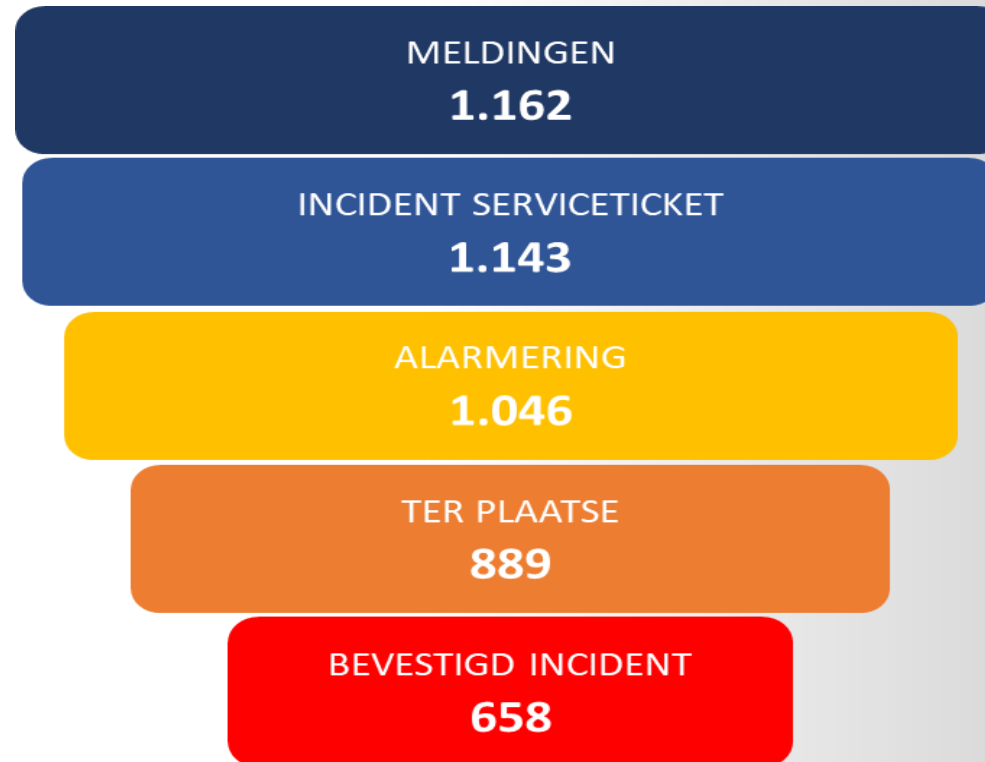 MELDINGEN
1.162
INCIDENT SERVICETICKET
1.143
ALARMERING
1.046
TER PLAATSE
889
BEVESTIGD INCIDENT
658